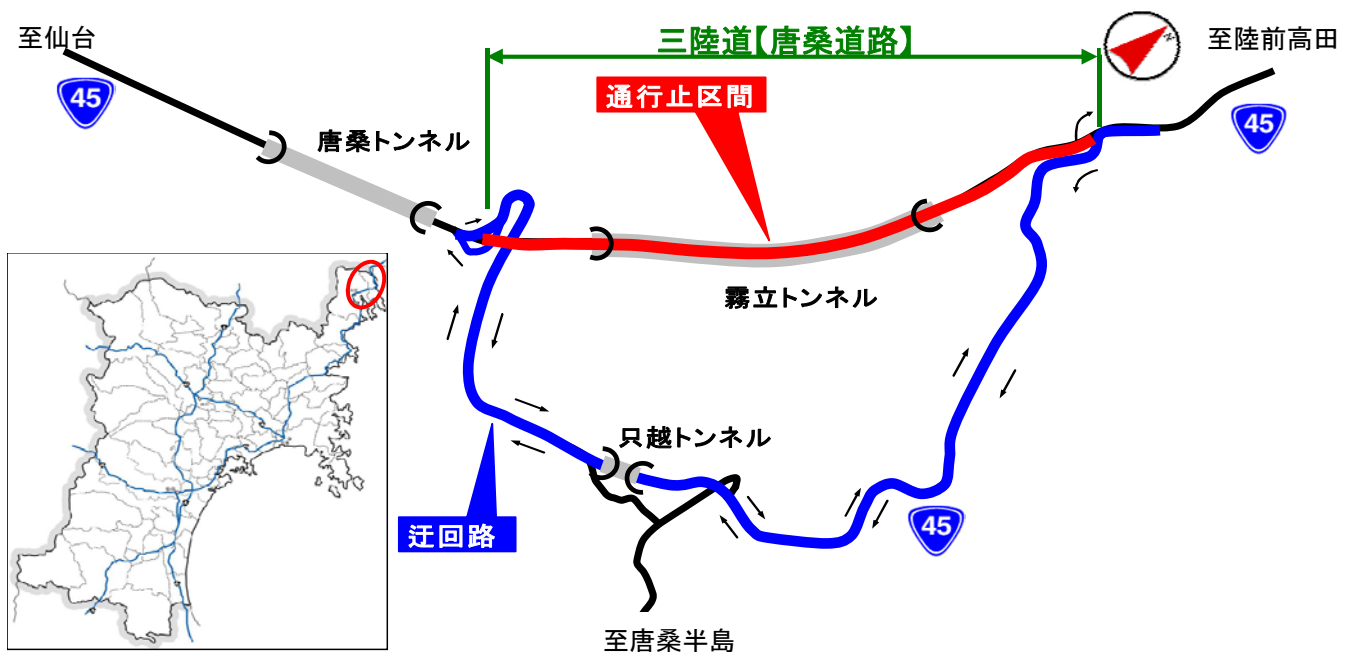 至仙台
三陸道【唐桑道路】
N
至陸前高田
45
通行止区間
45
唐桑トンネル
霧立トンネル
只越トンネル
迂回路
45
至唐桑半島